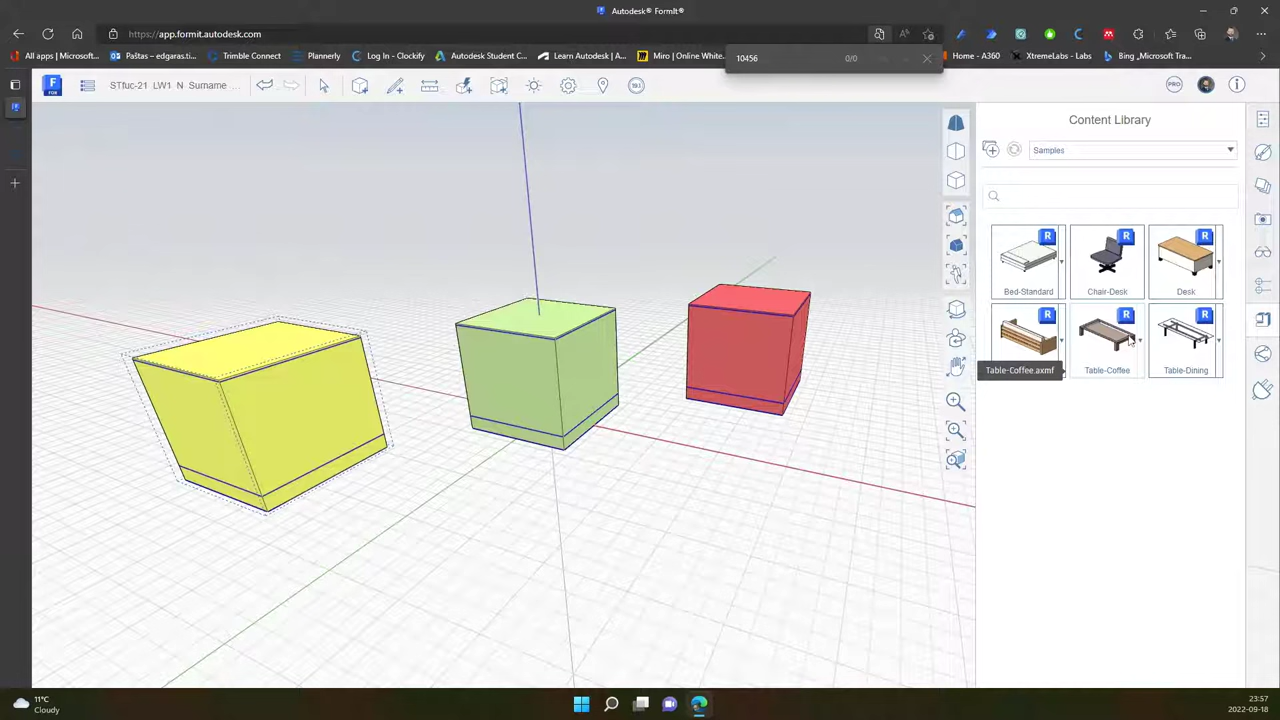 Autodesk® FormIt®
https://app.formit.autodesk.com
All apps | Microsoft...
Paštas – edgaras.ti...
Trimble Connect
Plannerly
Log In - Clockify
Autodesk Student C...
Learn Autodesk | A...
Miro | Online White...
Home – A360
XtremeLabs - Labs
Bing „Microsoft Tra...
10456
0/0
STfuc-21 LW1 N Surname ...
PRO
Content Library
Samples
Bed-Standard
Chair-Desk
Desk
Table-Coffee.axmf
Table-Coffee
Table-Dining
11°C
Cloudy
23:57
2022-09-18